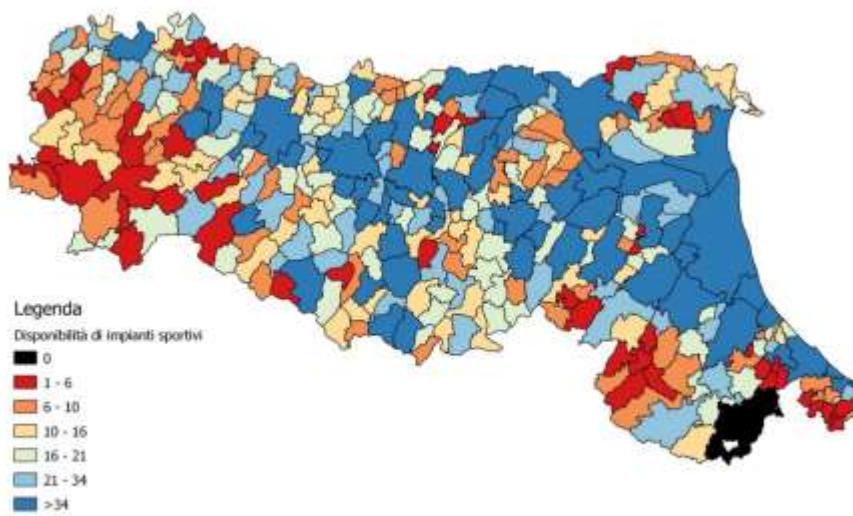 Legenda
Disponibilità di impianti sportivi
0
1 - 6
6 - 10
10 - 16
16 - 21
21 - 34
>34